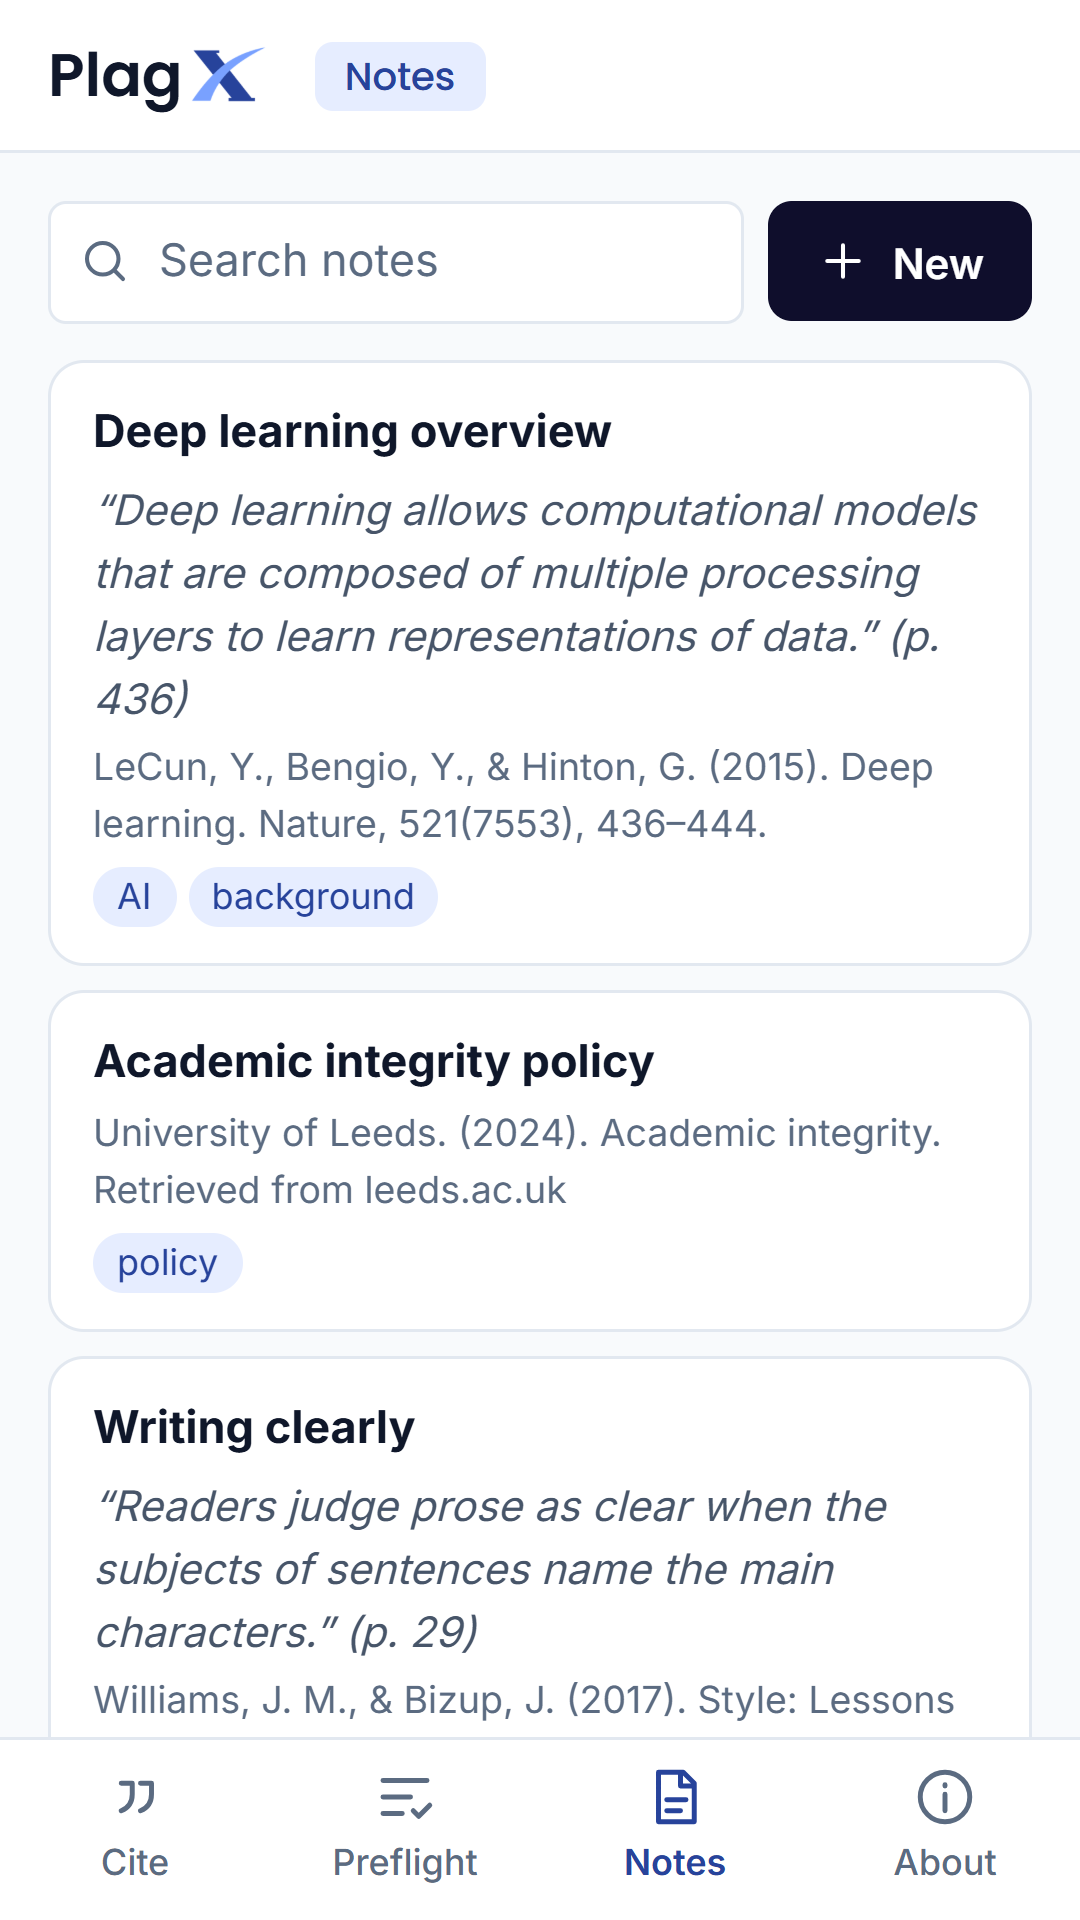 PlagX
Notes
Search notes
New
Deep learning overview
“Deep learning allows computational models
that are composed of multiple processing
layers to learn representations of data.” (p.
436)
LeCun, Y., Bengio, Y., & Hinton, G. (2015). Deep
learning. Nature, 521(7553), 436–444.
AI
background
Academic integrity policy
University of Leeds. (2024). Academic integrity.
Retrieved from leeds.ac.uk
policy
Writing clearly
“Readers judge prose as clear when the
subjects of sentences name the main
characters.” (p. 29)
Williams, J. M., & Bizup, J. (2017). Style: Lessons
Cite
Preflight
Notes
About